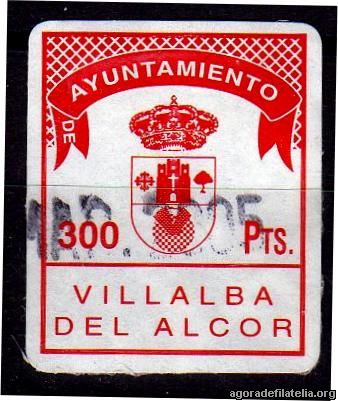 AYUNTAMIENTO
DE
300 PTS.
VILLALBA
DEL ALCOR
agoradefilatelia.org